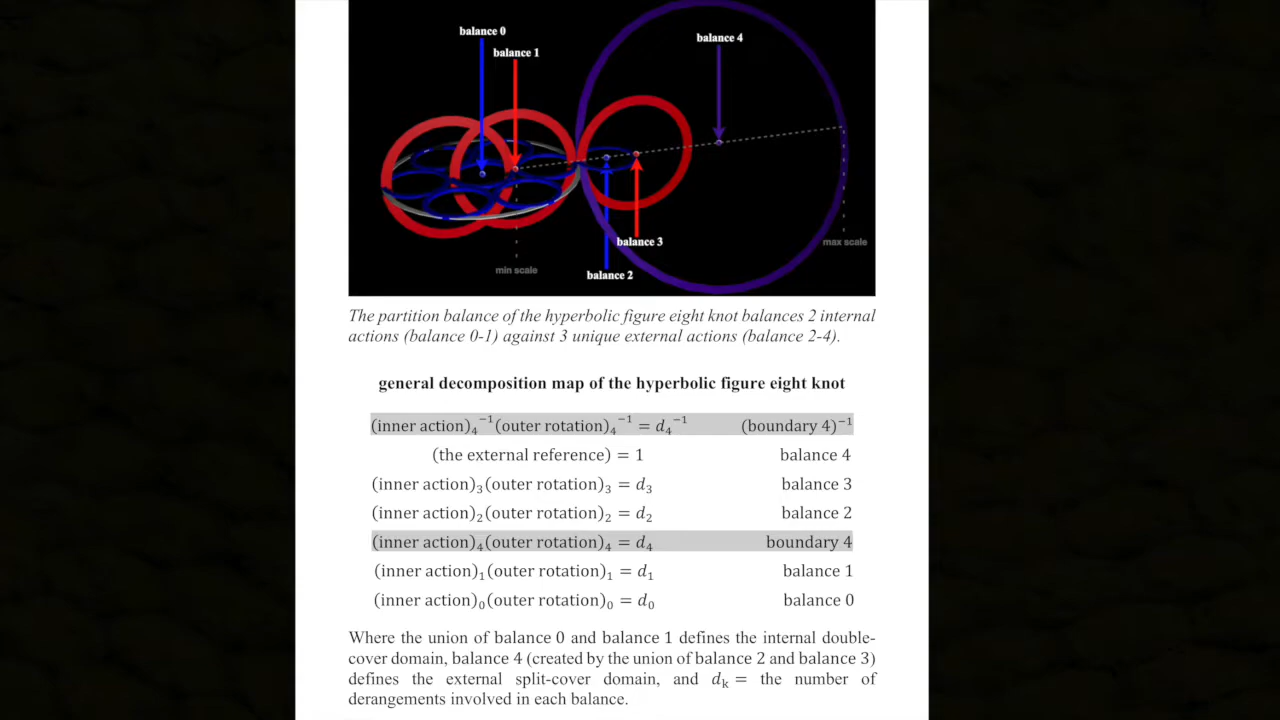 balance 0
balance 1
balance 4
balance 3
max scale
min scale
balance 2
The partition balance of the hyperbolic figure eight knot balances 2 internal
actions (balance 0-1) against 3 unique external actions (balance 2-4).
general decomposition map of the hyperbolic figure eight knot
(inner action)₄⁻¹(outer rotation)₄⁻¹ = d₄⁻¹ (boundary 4)⁻¹
(the external reference) = 1 balance 4
(inner action)₃(outer rotation)₃ = d₃ balance 3
(inner action)₂(outer rotation)₂ = d₂ balance 2
(inner action)₄(outer rotation)₄ = d₄ boundary 4
(inner action)₁(outer rotation)₁ = d₁ balance 1
(inner action)₀(outer rotation)₀ = d₀ balance 0
Where the union of balance 0 and balance 1 defines the internal double-
cover domain, balance 4 (created by the union of balance 2 and balance 3)
defines the external split-cover domain, and dₖ = the number of
derangements involved in each balance.